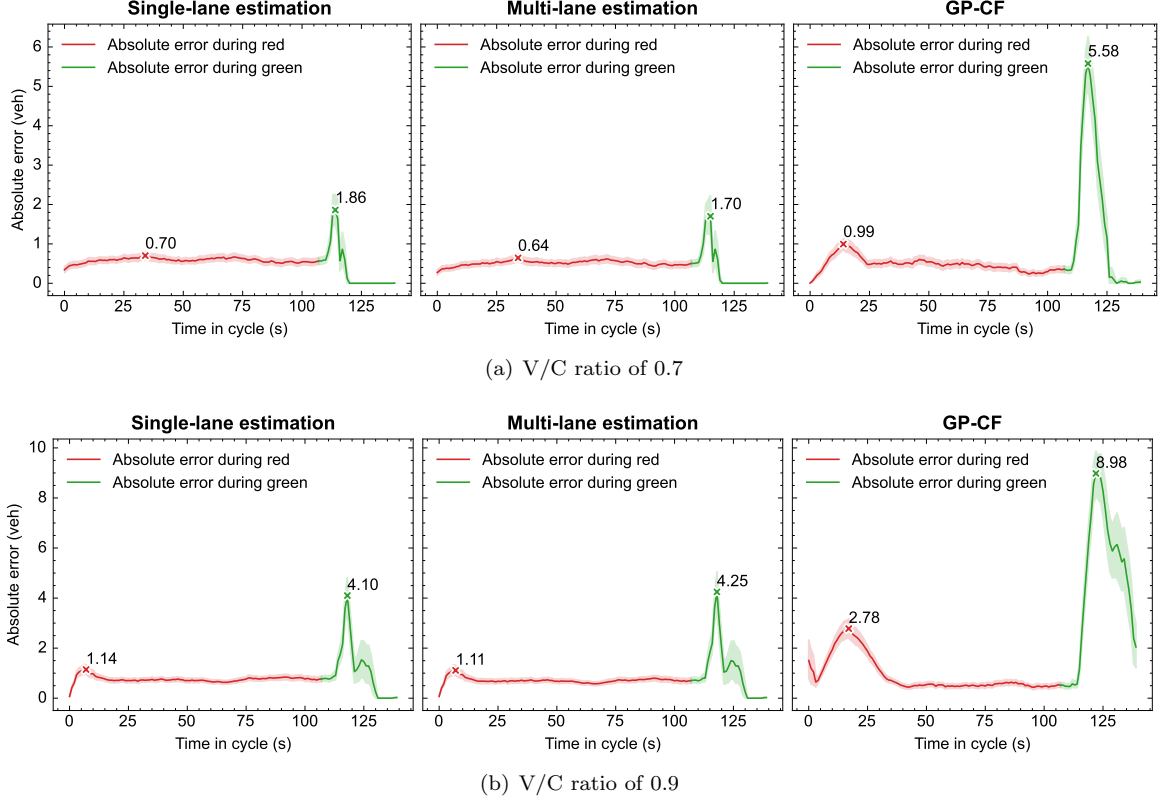 Single-lane estimation
Multi-lane estimation
GP-CF
Absolute error (veh)
6
5
4
3
2
1
0
Absolute error during red
Absolute error during green
0.70
1.86
0 25 50 75 100 125
Time in cycle (s)
Absolute error during red
Absolute error during green
0.64
1.70
0 25 50 75 100 125
Time in cycle (s)
Absolute error during red
Absolute error during green
0.99
5.58
0 25 50 75 100 125
Time in cycle (s)
(a) V/C ratio of 0.7
Single-lane estimation
Multi-lane estimation
GP-CF
Absolute error (veh)
10
8
6
4
2
0
Absolute error during red
Absolute error during green
1.14
4.10
0 25 50 75 100 125
Time in cycle (s)
Absolute error during red
Absolute error during green
1.11
4.25
0 25 50 75 100 125
Time in cycle (s)
Absolute error during red
Absolute error during green
2.78
8.98
0 25 50 75 100 125
Time in cycle (s)
(b) V/C ratio of 0.9